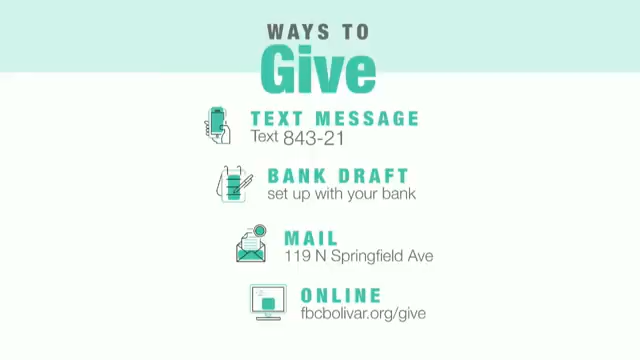 WAYS TO
Give
TEXT MESSAGE
Text 843-21
BANK DRAFT
set up with your bank
MAIL
119 N Springfield Ave
ONLINE
fbcbolivar.org/give